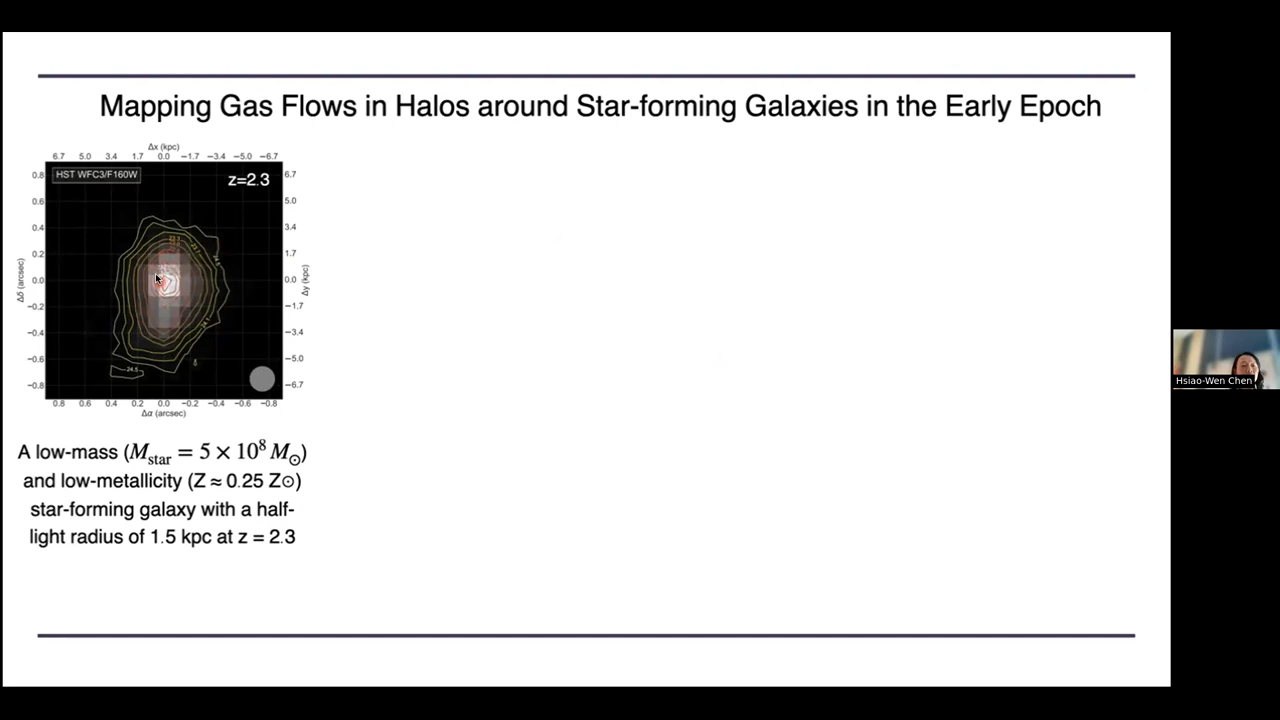 Mapping Gas Flows in Halos around Star-forming Galaxies in the Early Epoch
Δx (kpc)
6.7 5.0 3.4 1.7 0.0 −1.7 −3.4 −5.0 −6.7
HST WFC3/F160W
z=2.3
0.8
0.6
0.4
0.2
0.0
−0.2
−0.4
−0.6
−0.8
Δδ (arcsec)
6.7
5.0
3.4
1.7
0.0
−1.7
−3.4
−5.0
−6.7
Δy (kpc)
24.5
0.8 0.6 0.4 0.2 0.0 −0.2 −0.4 −0.6 −0.8
Δα (arcsec)
A low-mass (M_star = 5 × 10⁸ M⊙)
and low-metallicity (Z ≈ 0.25 Z⊙)
star-forming galaxy with a half-
light radius of 1.5 kpc at z = 2.3
Hsiao-Wen Chen